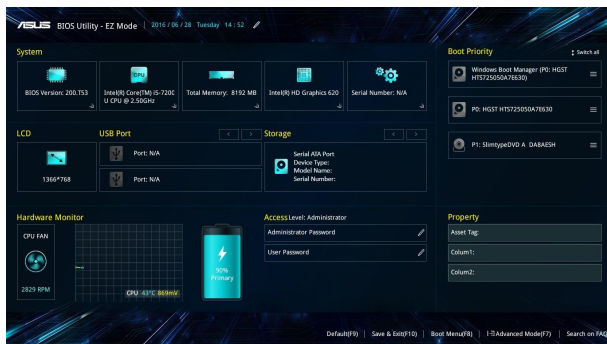 ASUS BIOS Utility - EZ Mode 2016 / 06 / 28 Tuesday 14 : 52
System
BIOS Version: 200.T53
CPU
Intel(R) Core(TM) i5-7200
U CPU @ 2.50GHz
Total Memory: 8192 MB
Intel(R) HD Graphics 620
Serial Number: N/A
Boot Priority
Switch all
Windows Boot Manager (P0: HGST
HTS725050A7E630)
P0: HGST HTS725050A7E630
P1: SlimtypeDVD A DA8AESH
LCD
1366*768
USB Port
Port: N/A
Port: N/A
Storage
Serial ATA Port
Device Type:
Model Name:
Serial Number:
Hardware Monitor
CPU FAN
2829 RPM
CPU 43°C 869mV
90%
Primary
Access Level: Administrator
Administrator Password
User Password
Property
Asset Tag:
Colum1:
Colum2:
Default(F9) Save & Exit(F10) Boot Menu(F8) Advanced Mode(F7) Search on FAQ